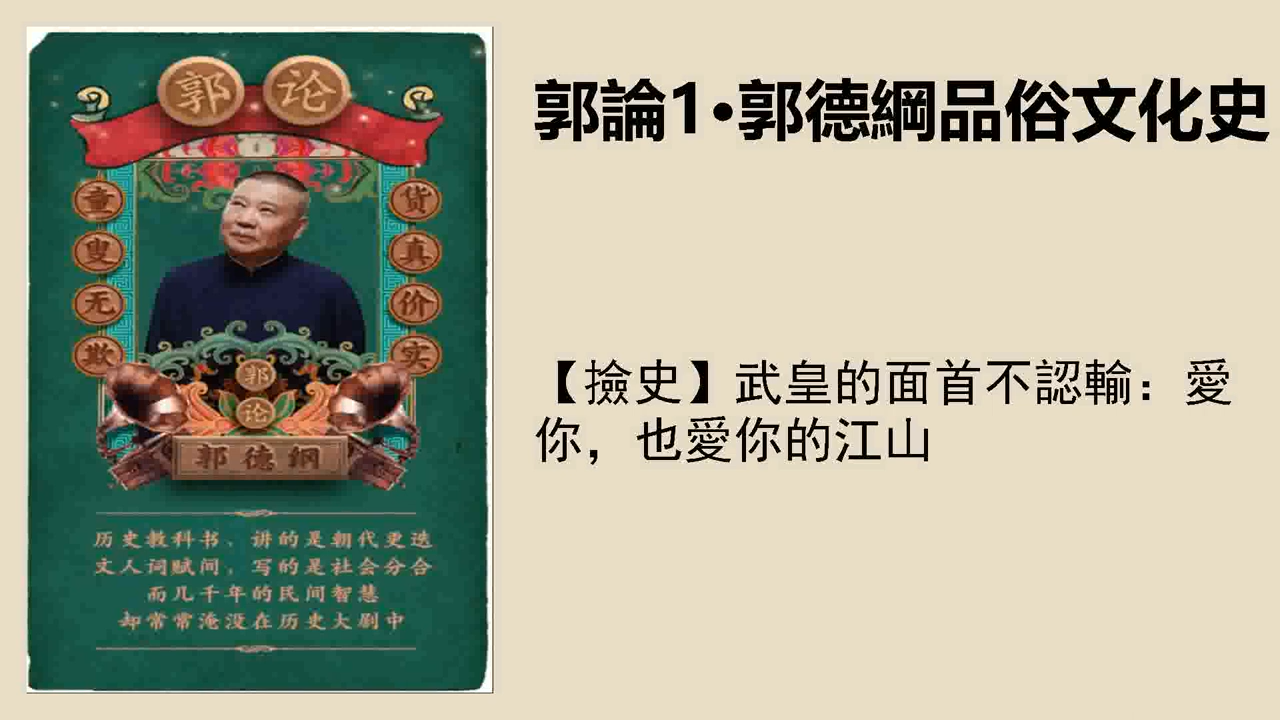 郭论
童叟无欺
货真价实
郭
论
郭德纲
历史教科书，讲的是朝代更迭
文人词赋间，写的是社会分合
而几千年的民间智慧
却常常淹没在历史大剧中
郭論1·郭德綱品俗文化史
【撿史】武皇的面首不認輸：愛
你，也愛你的江山